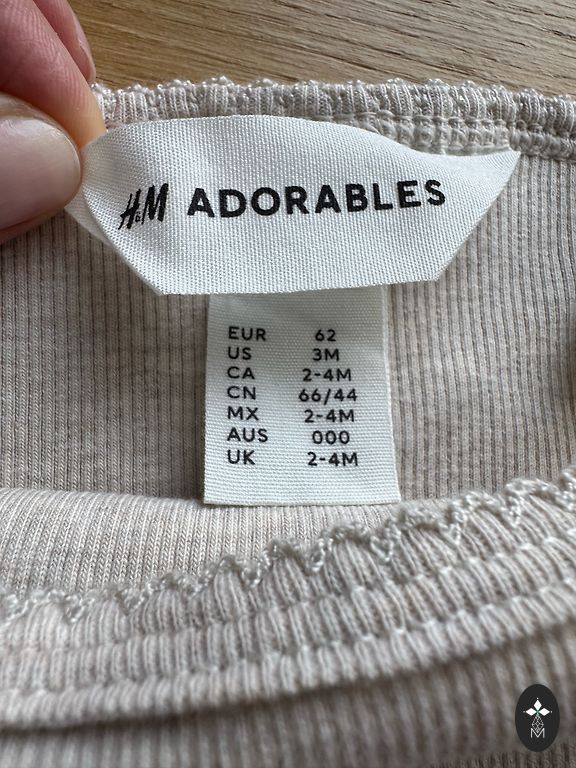 H&M ADORABLES
EUR 62
US 3M
CA 2-4M
CN 66/44
MX 2-4M
AUS 000
UK 2-4M
M